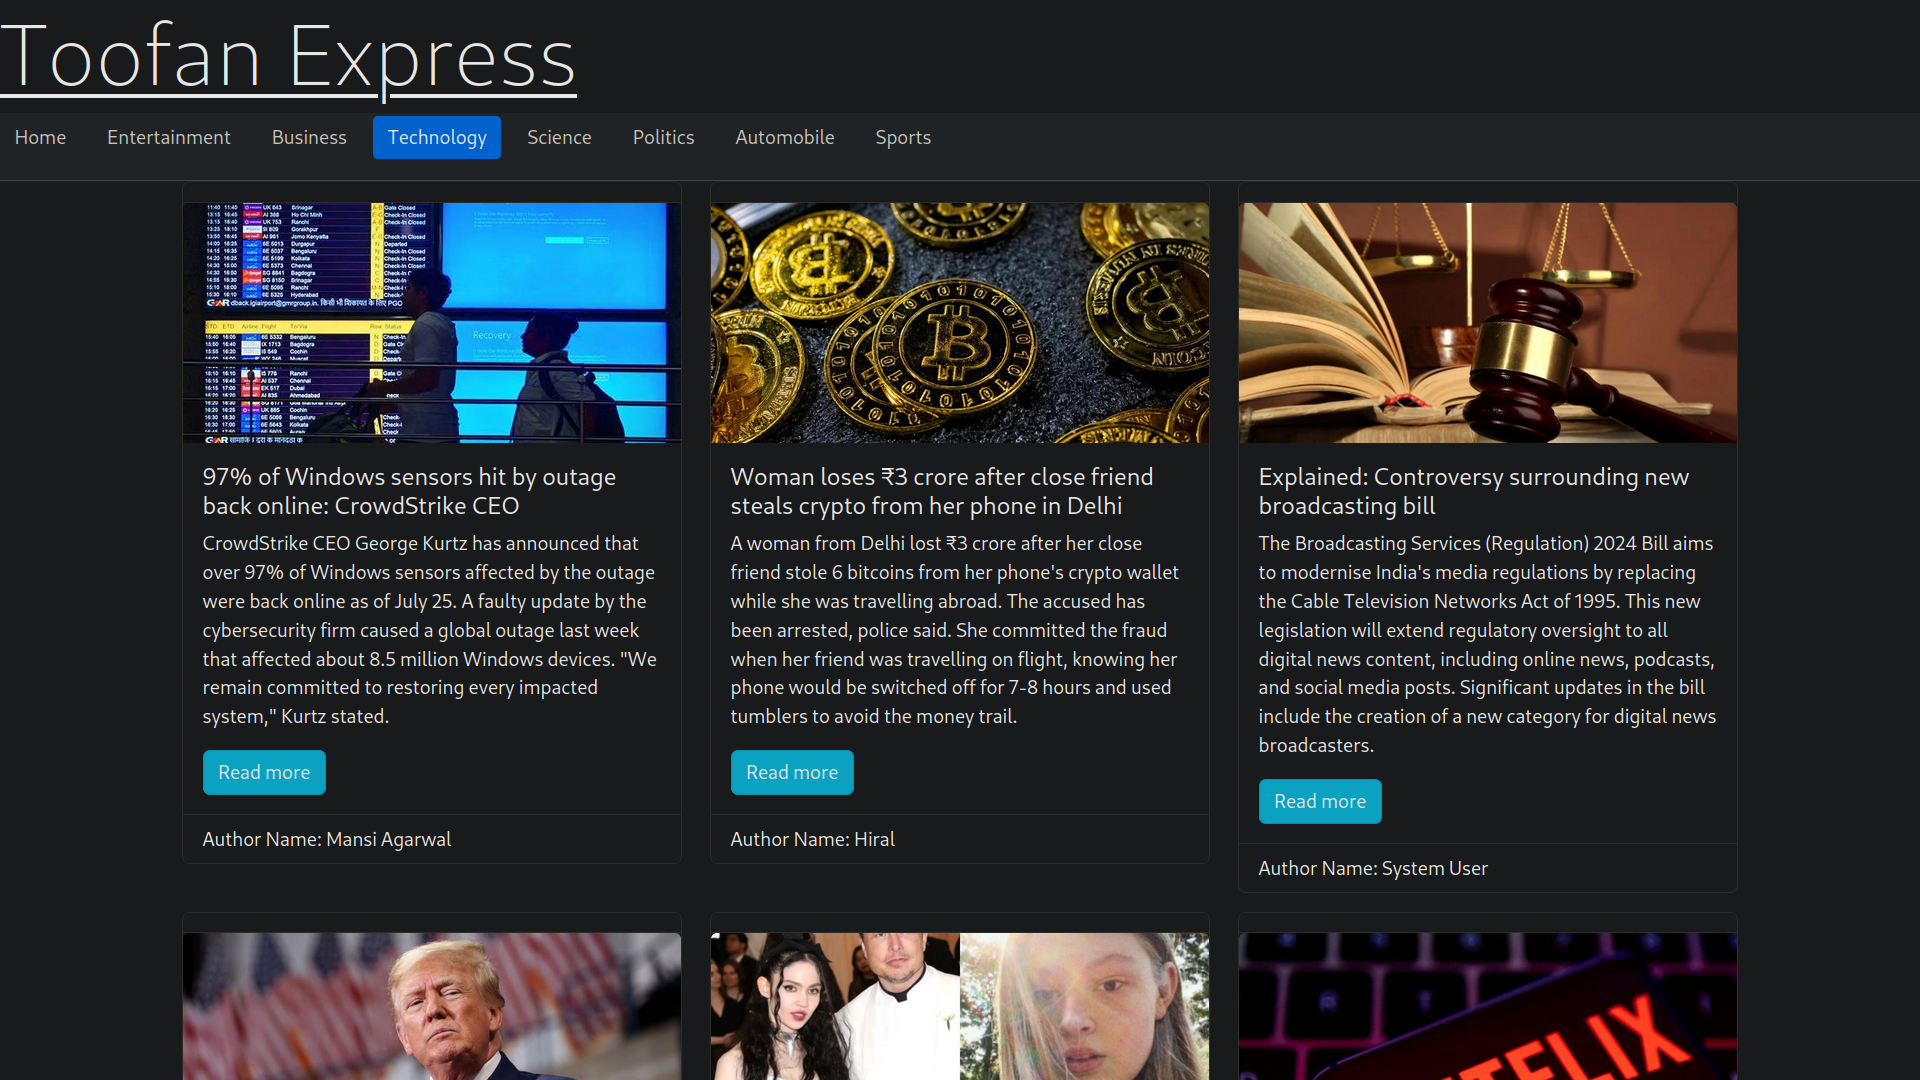 Toofan Express
Home Entertainment Business Technology Science Politics Automobile Sports
Recovery
97% of Windows sensors hit by outage
back online: CrowdStrike CEO
CrowdStrike CEO George Kurtz has announced that
over 97% of Windows sensors affected by the outage
were back online as of July 25. A faulty update by the
cybersecurity firm caused a global outage last week
that affected about 8.5 million Windows devices. "We
remain committed to restoring every impacted
system," Kurtz stated.
Read more
Author Name: Mansi Agarwal
Woman loses ₹3 crore after close friend
steals crypto from her phone in Delhi
A woman from Delhi lost ₹3 crore after her close
friend stole 6 bitcoins from her phone's crypto wallet
while she was travelling abroad. The accused has
been arrested, police said. She committed the fraud
when her friend was travelling on flight, knowing her
phone would be switched off for 7-8 hours and used
tumblers to avoid the money trail.
Read more
Author Name: Hiral
Explained: Controversy surrounding new
broadcasting bill
The Broadcasting Services (Regulation) 2024 Bill aims
to modernise India's media regulations by replacing
the Cable Television Networks Act of 1995. This new
legislation will extend regulatory oversight to all
digital news content, including online news, podcasts,
and social media posts. Significant updates in the bill
include the creation of a new category for digital news
broadcasters.
Read more
Author Name: System User